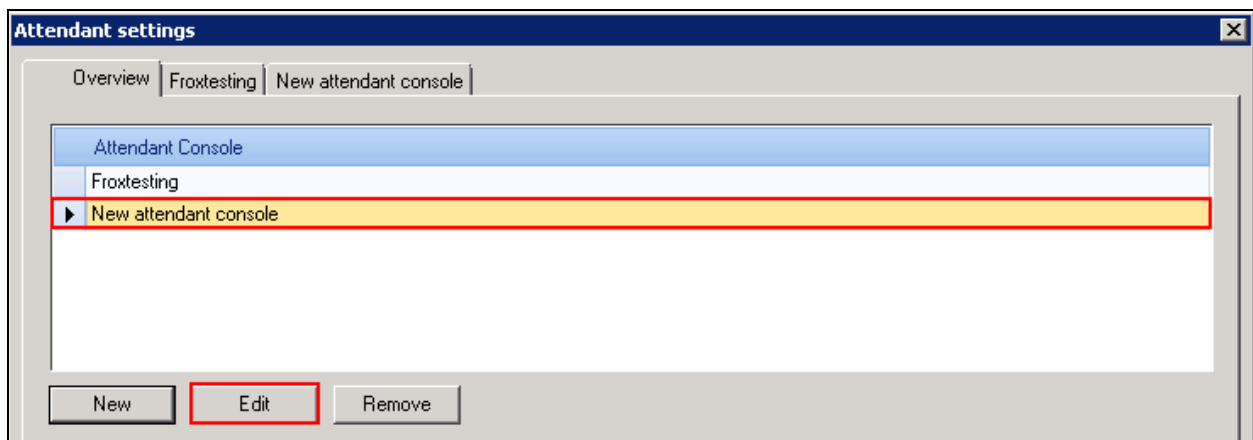 Attendant settings
Overview Froxtesting New attendant console
Attendant Console
Froxtesting
New attendant console
New Edit Remove